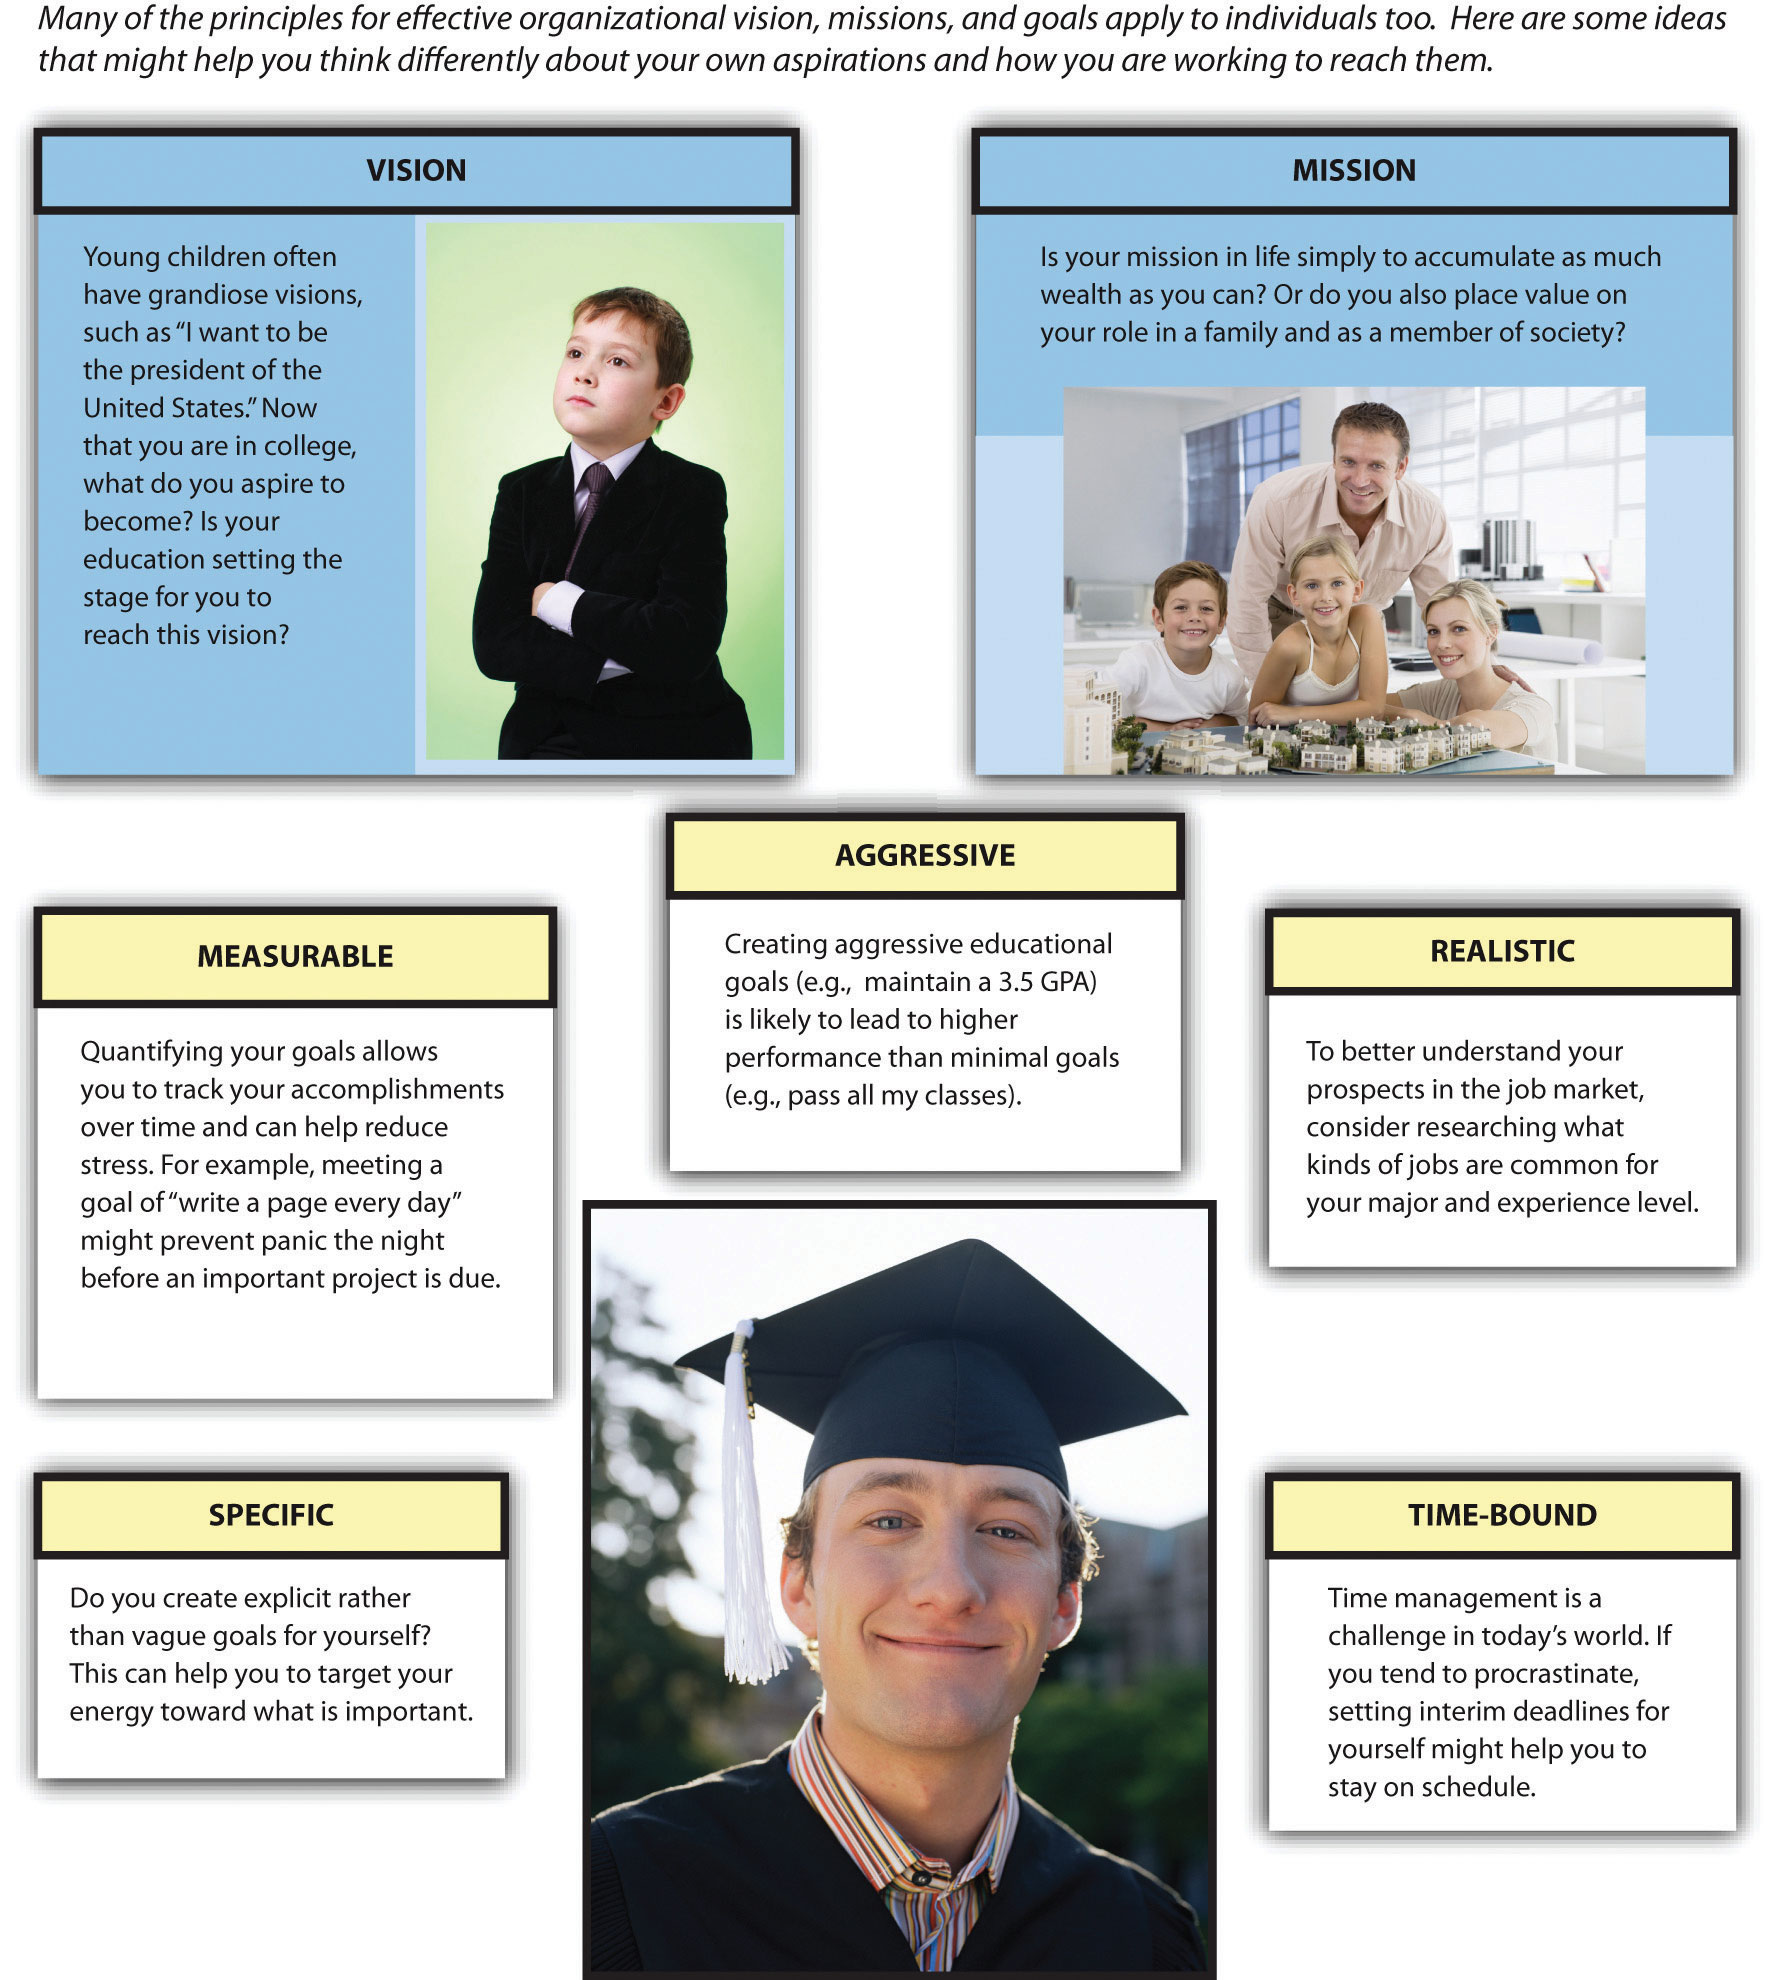 Many of the principles for effective organizational vision, missions, and goals apply to individuals too.  Here are some ideas
that might help you think differently about your own aspirations and how you are working to reach them.
VISION
Young children often
have grandiose visions,
such as “I want to be
the president of the
United States.” Now
that you are in college,
what do you aspire to
become? Is your
education setting the
stage for you to
reach this vision?
MISSION
Is your mission in life simply to accumulate as much
wealth as you can? Or do you also place value on
your role in a family and as a member of society?
AGGRESSIVE
Creating aggressive educational
goals (e.g.,  maintain a 3.5 GPA)
is likely to lead to higher
performance than minimal goals
(e.g., pass all my classes).
MEASURABLE
Quantifying your goals allows
you to track your accomplishments
over time and can help reduce
stress. For example, meeting a
goal of “write a page every day”
might prevent panic the night
before an important project is due.
REALISTIC
To better understand your
prospects in the job market,
consider researching what
kinds of jobs are common for
your major and experience level.
SPECIFIC
Do you create explicit rather
than vague goals for yourself?
This can help you to target your
energy toward what is important.
TIME-BOUND
Time management is a
challenge in today’s world. If
you tend to procrastinate,
setting interim deadlines for
yourself might help you to
stay on schedule.